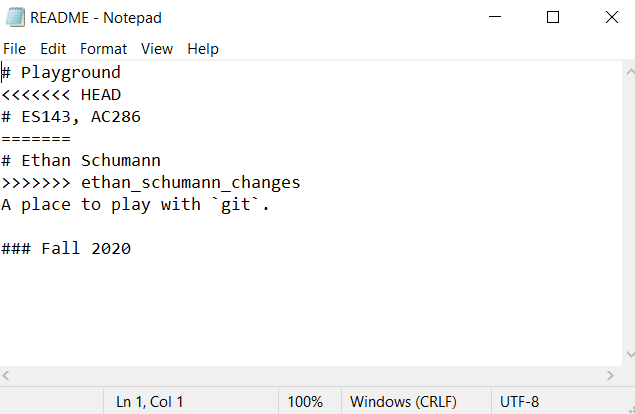 README - Notepad
File Edit Format View Help
# Playground
<<<<<<< HEAD
# ES143, AC286
=======
# Ethan Schumann
>>>>>>> ethan_schumann_changes
A place to play with `git`.
### Fall 2020
Ln 1, Col 1 100% Windows (CRLF) UTF-8